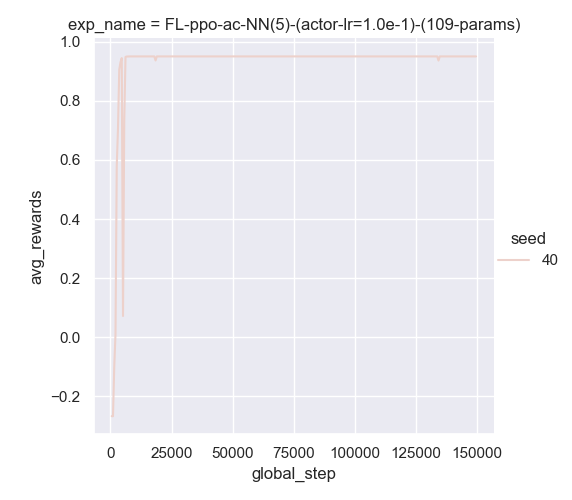 exp_name = FL-ppo-ac-NN(5)-(actor-lr=1.0e-1)-(109-params)
1.0
0.8
0.6
0.4
0.2
0.0
−0.2
avg_rewards
0 25000 50000 75000 100000 125000 150000
global_step
seed
40